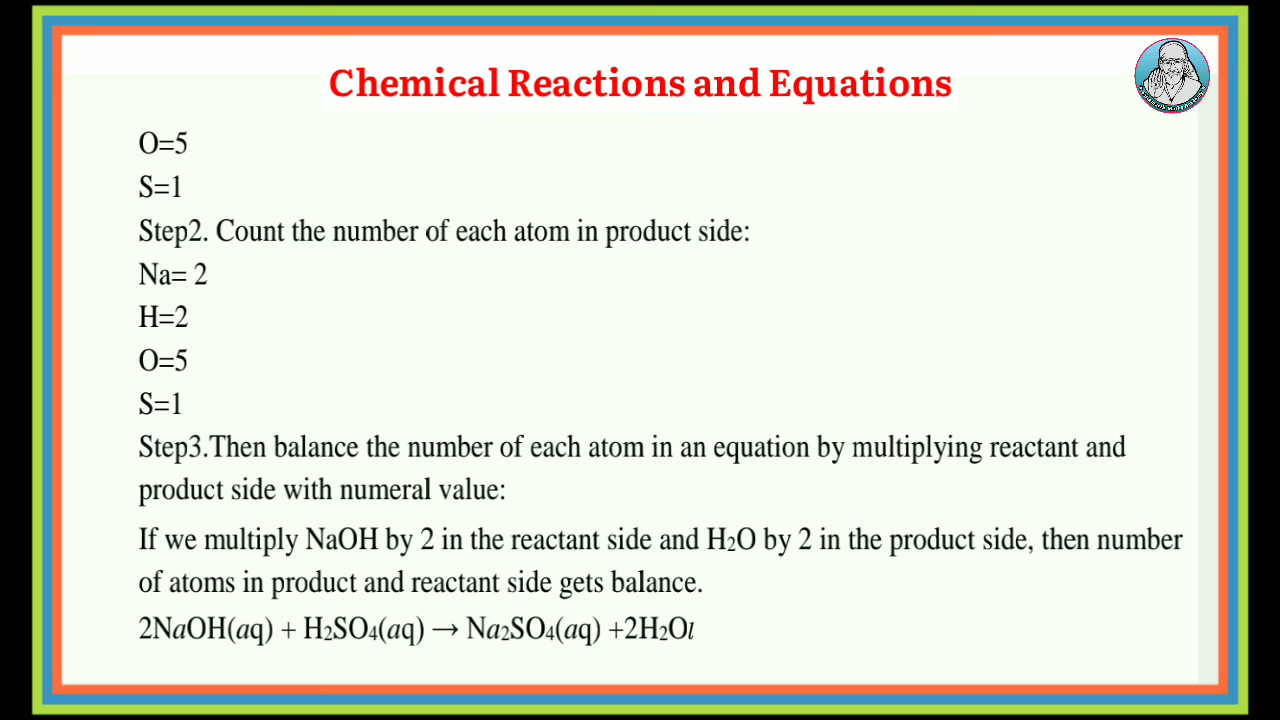 Chemical Reactions and Equations
O=5
S=1
Step2. Count the number of each atom in product side:
Na= 2
H=2
O=5
S=1
Step3.Then balance the number of each atom in an equation by multiplying reactant and
product side with numeral value:
If we multiply NaOH by 2 in the reactant side and H₂O by 2 in the product side, then number
of atoms in product and reactant side gets balance.
2NaOH(aq) + H₂SO₄(aq) → Na₂SO₄(aq) +2H₂Ol